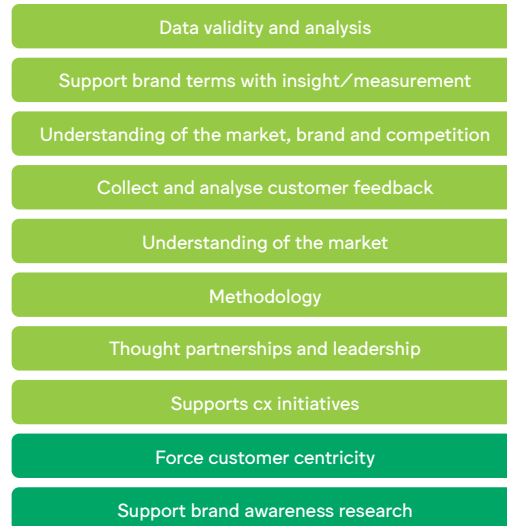 Data validity and analysis
Support brand terms with insight/measurement
Understanding of the market, brand and competition
Collect and analyse customer feedback
Understanding of the market
Methodology
Thought partnerships and leadership
Supports cx initiatives
Force customer centricity
Support brand awareness research